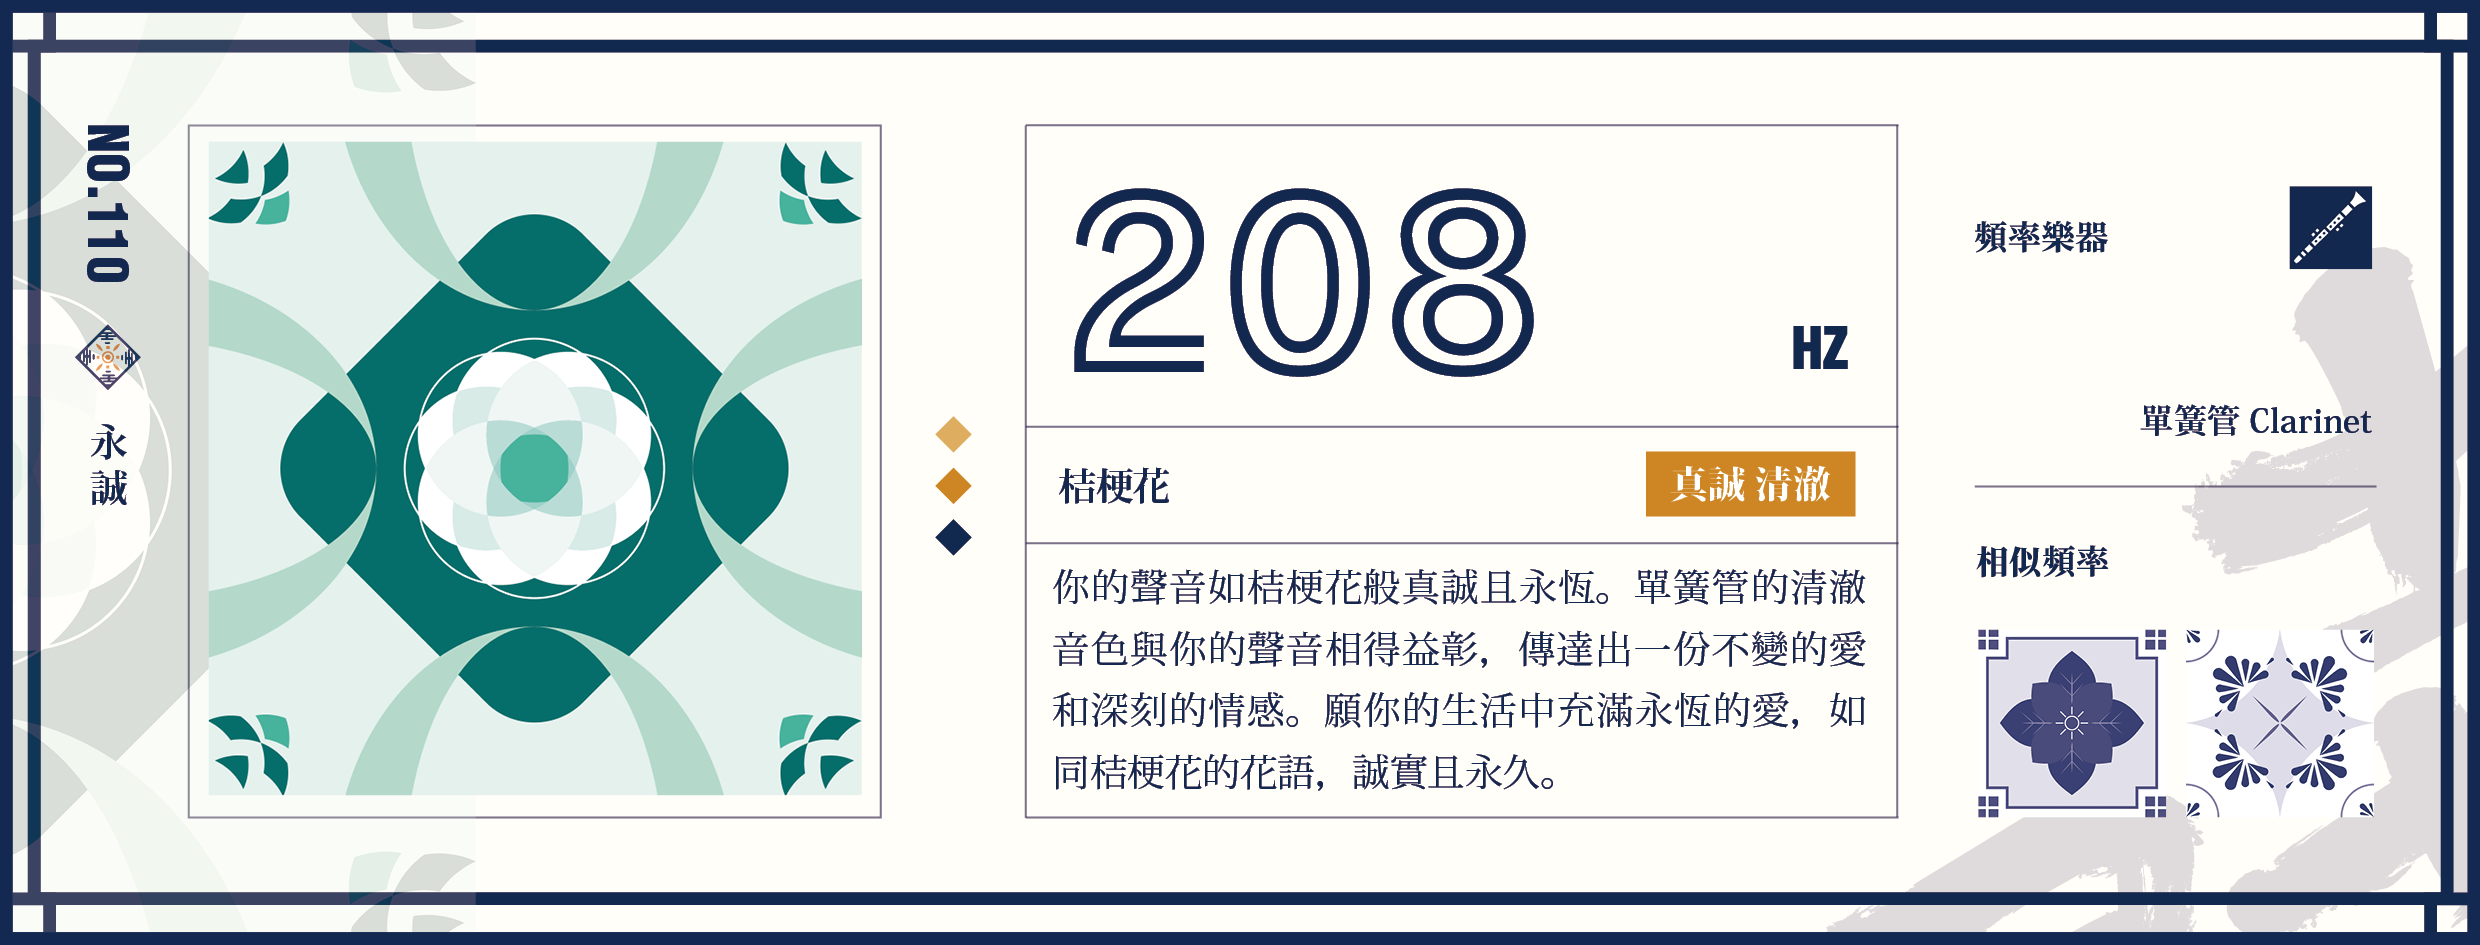 NO.110
永誠
208
HZ
桔梗花
真誠 清澈
你的聲音如桔梗花般真誠且永恆。單簧管的清澈
音色與你的聲音相得益彰，傳達出一份不變的愛
和深刻的情感。願你的生活中充滿永恆的愛，如
同桔梗花的花語，誠實且永久。
頻率樂器
單簧管 Clarinet
相似頻率